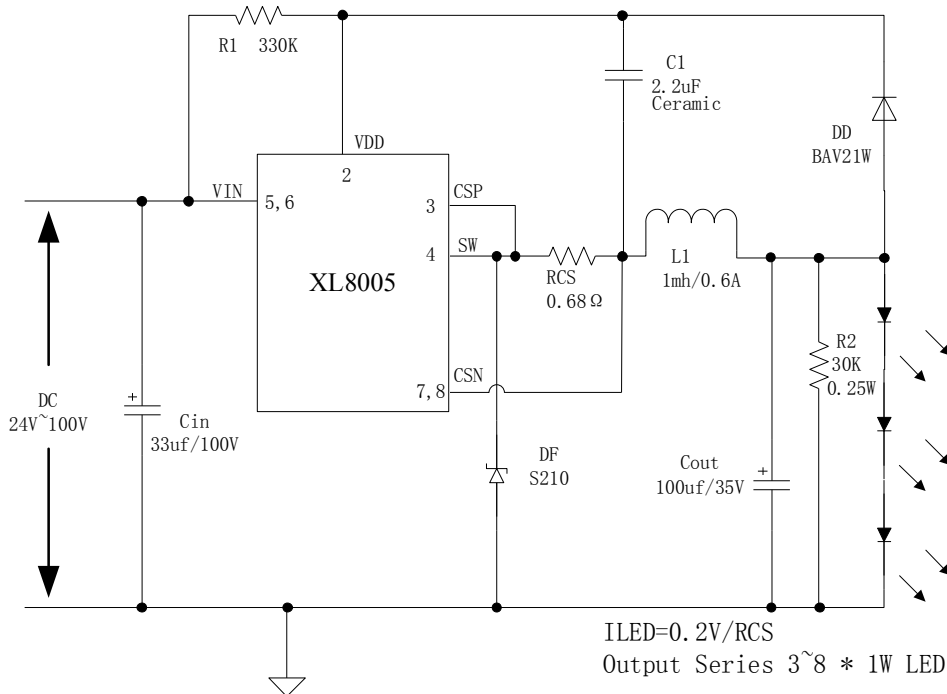 R1 330K
C1
2.2uF
Ceramic
DD
BAV21W
VDD
2
VIN
5,6
CSP
3
SW
4
XL8005
RCS
0.68Ω
L1
1mh/0.6A
CSN
7,8
R2
30K
0.25W
DC
24V~100V
+
Cin
33uf/100V
DF
S210
Cout
100uf/35V
+
ILED=0.2V/RCS
Output Series 3~8 * 1W LED